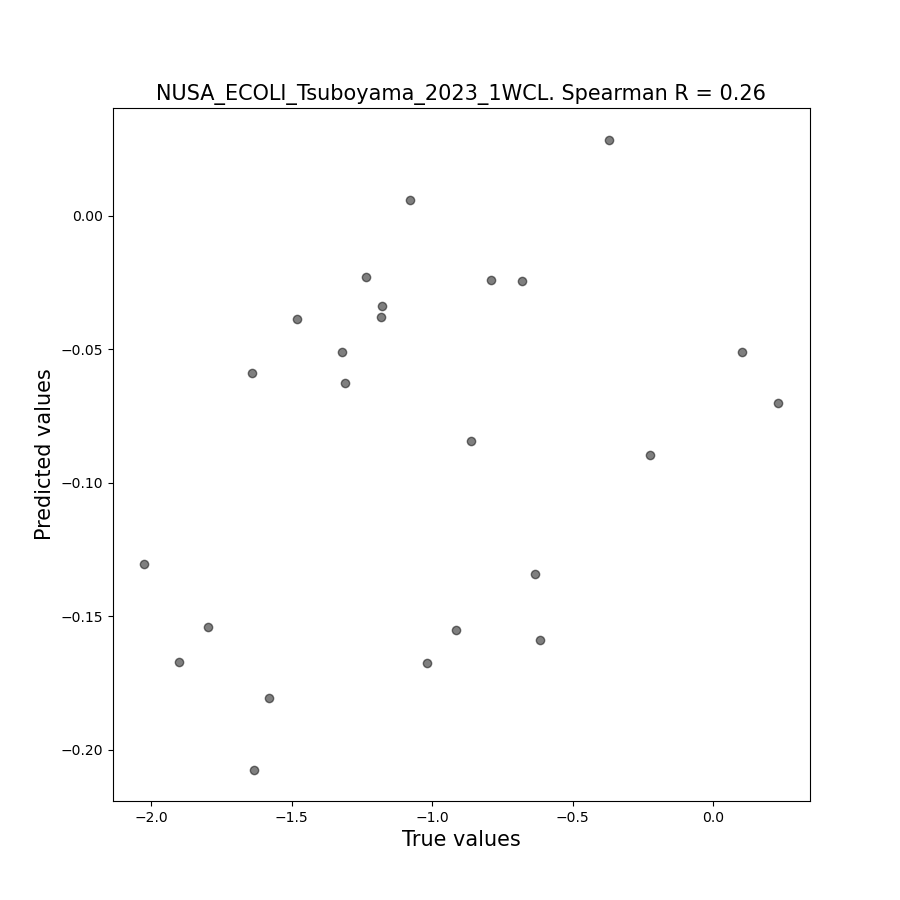 NUSA_ECOLI_Tsuboyama_2023_1WCL. Spearman R = 0.26
0.00
−0.05
−0.10
−0.15
−0.20
Predicted values
−2.0 −1.5 −1.0 −0.5 0.0
True values